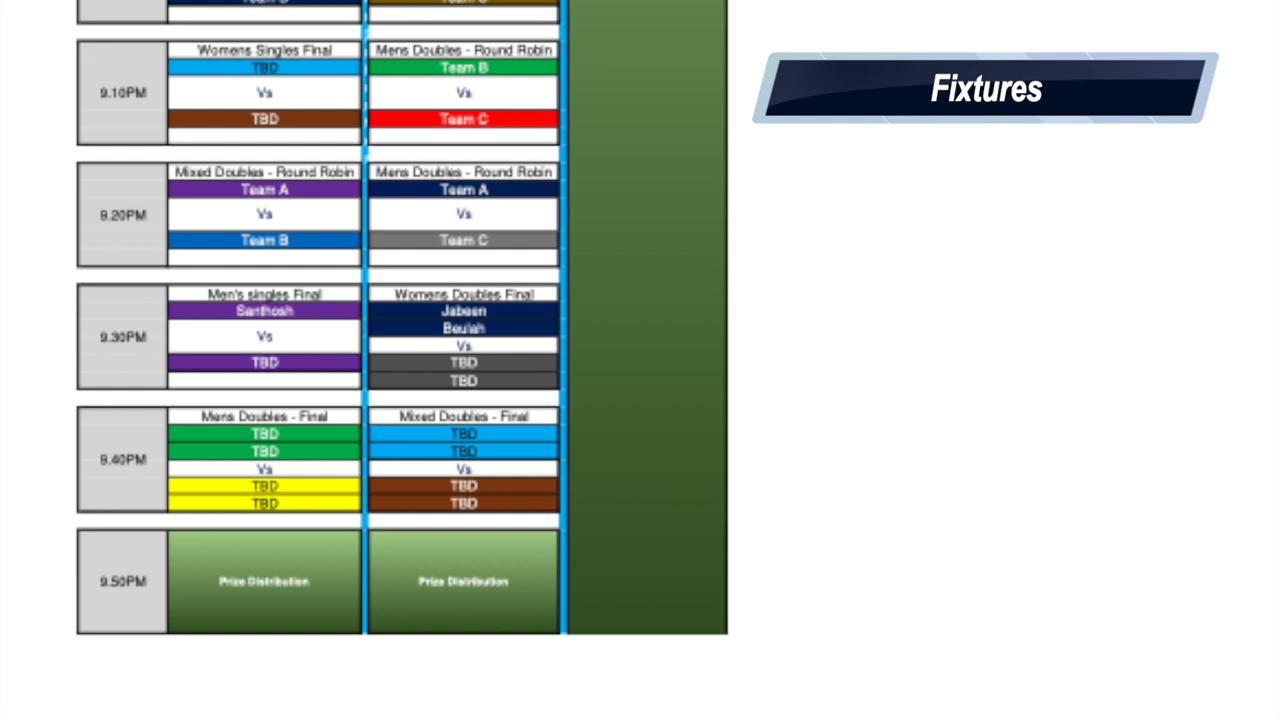 Fixtures
9.10PM
Womens Singles Final
TBD
Vs
TBD
Mens Doubles - Round Robin
Team B
Vs
Team C
9.20PM
Mixed Doubles - Round Robin
Team A
Vs
Team B
Mens Doubles - Round Robin
Team A
Vs
Team C
9.30PM
Men's singles Final
Santhosh
Vs
TBD
Womens Doubles Final
Jabeen
Beulah
Vs
TBD
TBD
9.40PM
Mens Doubles - Final
TBD
TBD
Vs
TBD
TBD
Mixed Doubles - Final
TBD
TBD
Vs
TBD
TBD
9.50PM
Prize Distribution
Prize Distribution